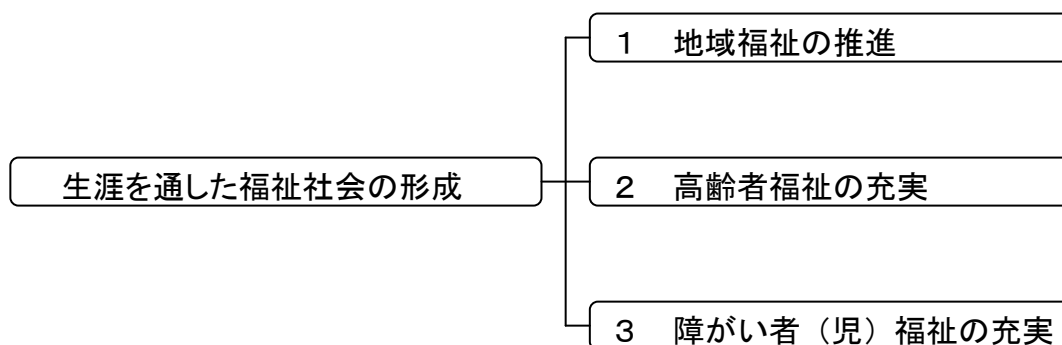 1　地域福祉の推進
生涯を通した福祉社会の形成
2　高齢者福祉の充実
3　障がい者（児）福祉の充実